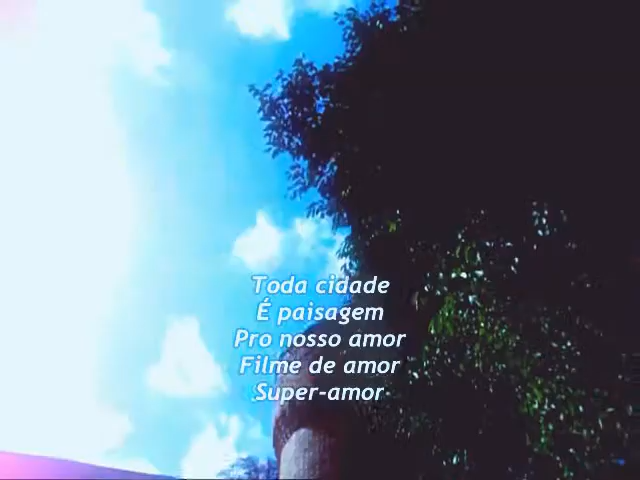 Toda cidade
É paisagem
Pro nosso amor
Filme de amor
Super-amor